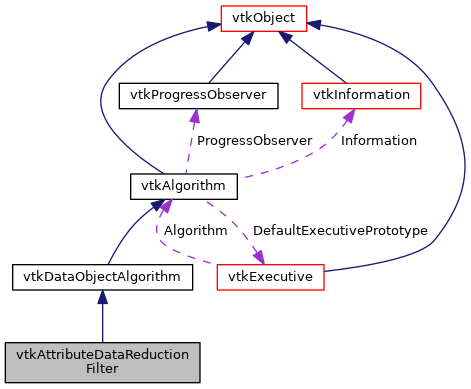 vtkObject
vtkProgressObserver
vtkInformation
ProgressObserver
Information
vtkAlgorithm
Algorithm
DefaultExecutivePrototype
vtkDataObjectAlgorithm
vtkExecutive
vtkAttributeDataReduction
Filter